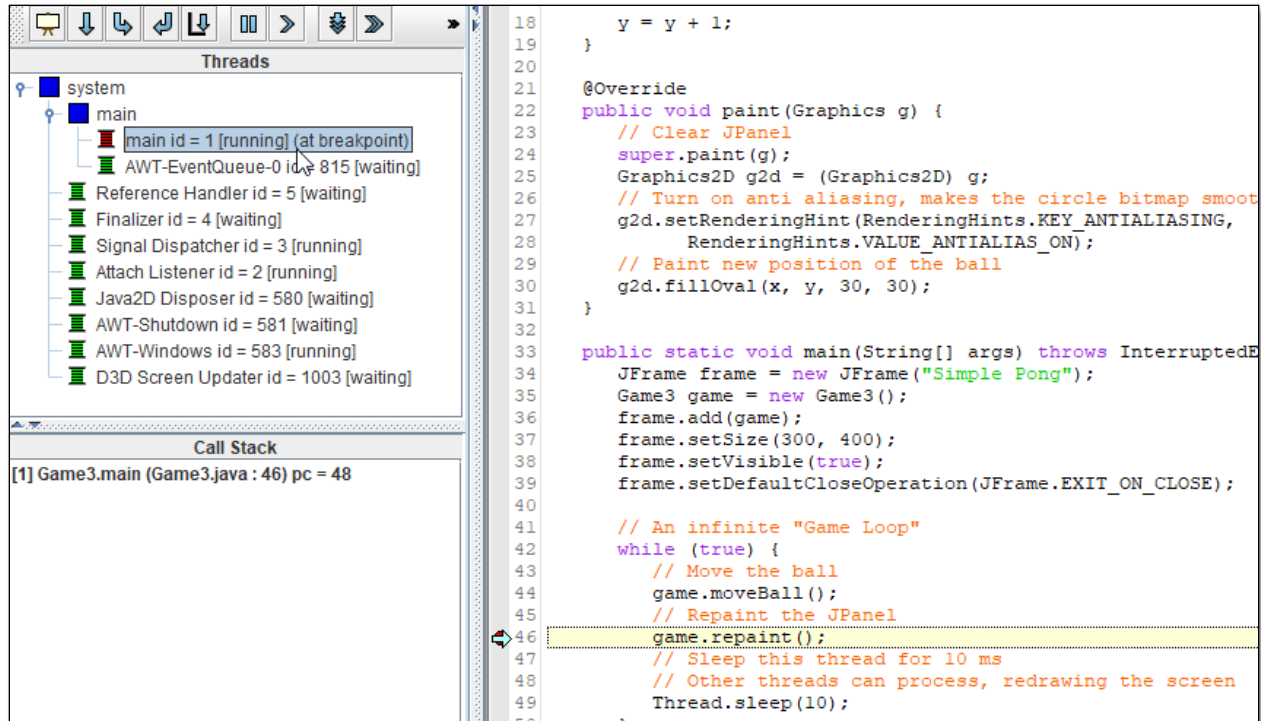 Threads
system
main
main id = 1 [running] (at breakpoint)
AWT-EventQueue-0 id = 815 [waiting]
Reference Handler id = 5 [waiting]
Finalizer id = 4 [waiting]
Signal Dispatcher id = 3 [running]
Attach Listener id = 2 [running]
Java2D Disposer id = 580 [waiting]
AWT-Shutdown id = 581 [waiting]
AWT-Windows id = 583 [running]
D3D Screen Updater id = 1003 [waiting]
Call Stack
[1] Game3.main (Game3.java : 46) pc = 48
18 y = y + 1;
19 }
20
21 @Override
22 public void paint(Graphics g) {
23 // Clear JPanel
24 super.paint(g);
25 Graphics2D g2d = (Graphics2D) g;
26 // Turn on anti aliasing, makes the circle bitmap smoot
27 g2d.setRenderingHint(RenderingHints.KEY_ANTIALIASING,
28 RenderingHints.VALUE_ANTIALIAS_ON);
29 // Paint new position of the ball
30 g2d.fillOval(x, y, 30, 30);
31 }
32
33 public static void main(String[] args) throws InterruptedE
34 JFrame frame = new JFrame("Simple Pong");
35 Game3 game = new Game3();
36 frame.add(game);
37 frame.setSize(300, 400);
38 frame.setVisible(true);
39 frame.setDefaultCloseOperation(JFrame.EXIT_ON_CLOSE);
40
41 // An infinite "Game Loop"
42 while (true) {
43 // Move the ball
44 game.moveBall();
45 // Repaint the JPanel
46 game.repaint();
47 // Sleep this thread for 10 ms
48 // Other threads can process, redrawing the screen
49 Thread.sleep(10);